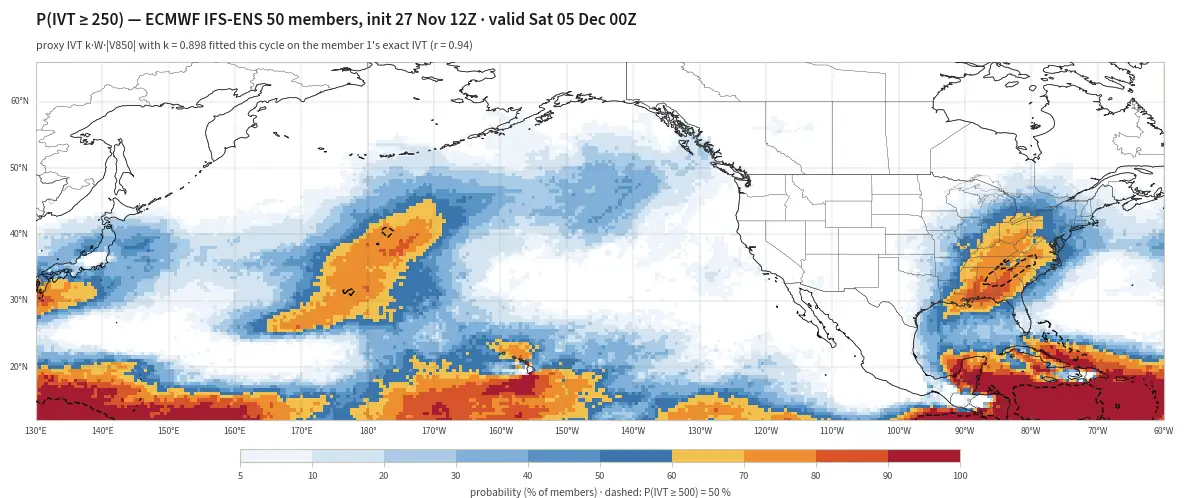 P(IVT ≥ 250) — ECMWF IFS-ENS 50 members, init 27 Nov 12Z · valid Sat 05 Dec 00Z
proxy IVT k·W·|V850| with k = 0.898 fitted this cycle on the member 1's exact IVT (r = 0.94)
60°N
50°N
40°N
30°N
20°N
130°E 140°E 150°E 160°E 170°E 180° 170°W 160°W 150°W 140°W 130°W 120°W 110°W 100°W 90°W 80°W 70°W 60°W
5 10 20 30 40 50 60 70 80 90 100
probability (% of members) · dashed: P(IVT ≥ 500) = 50 %